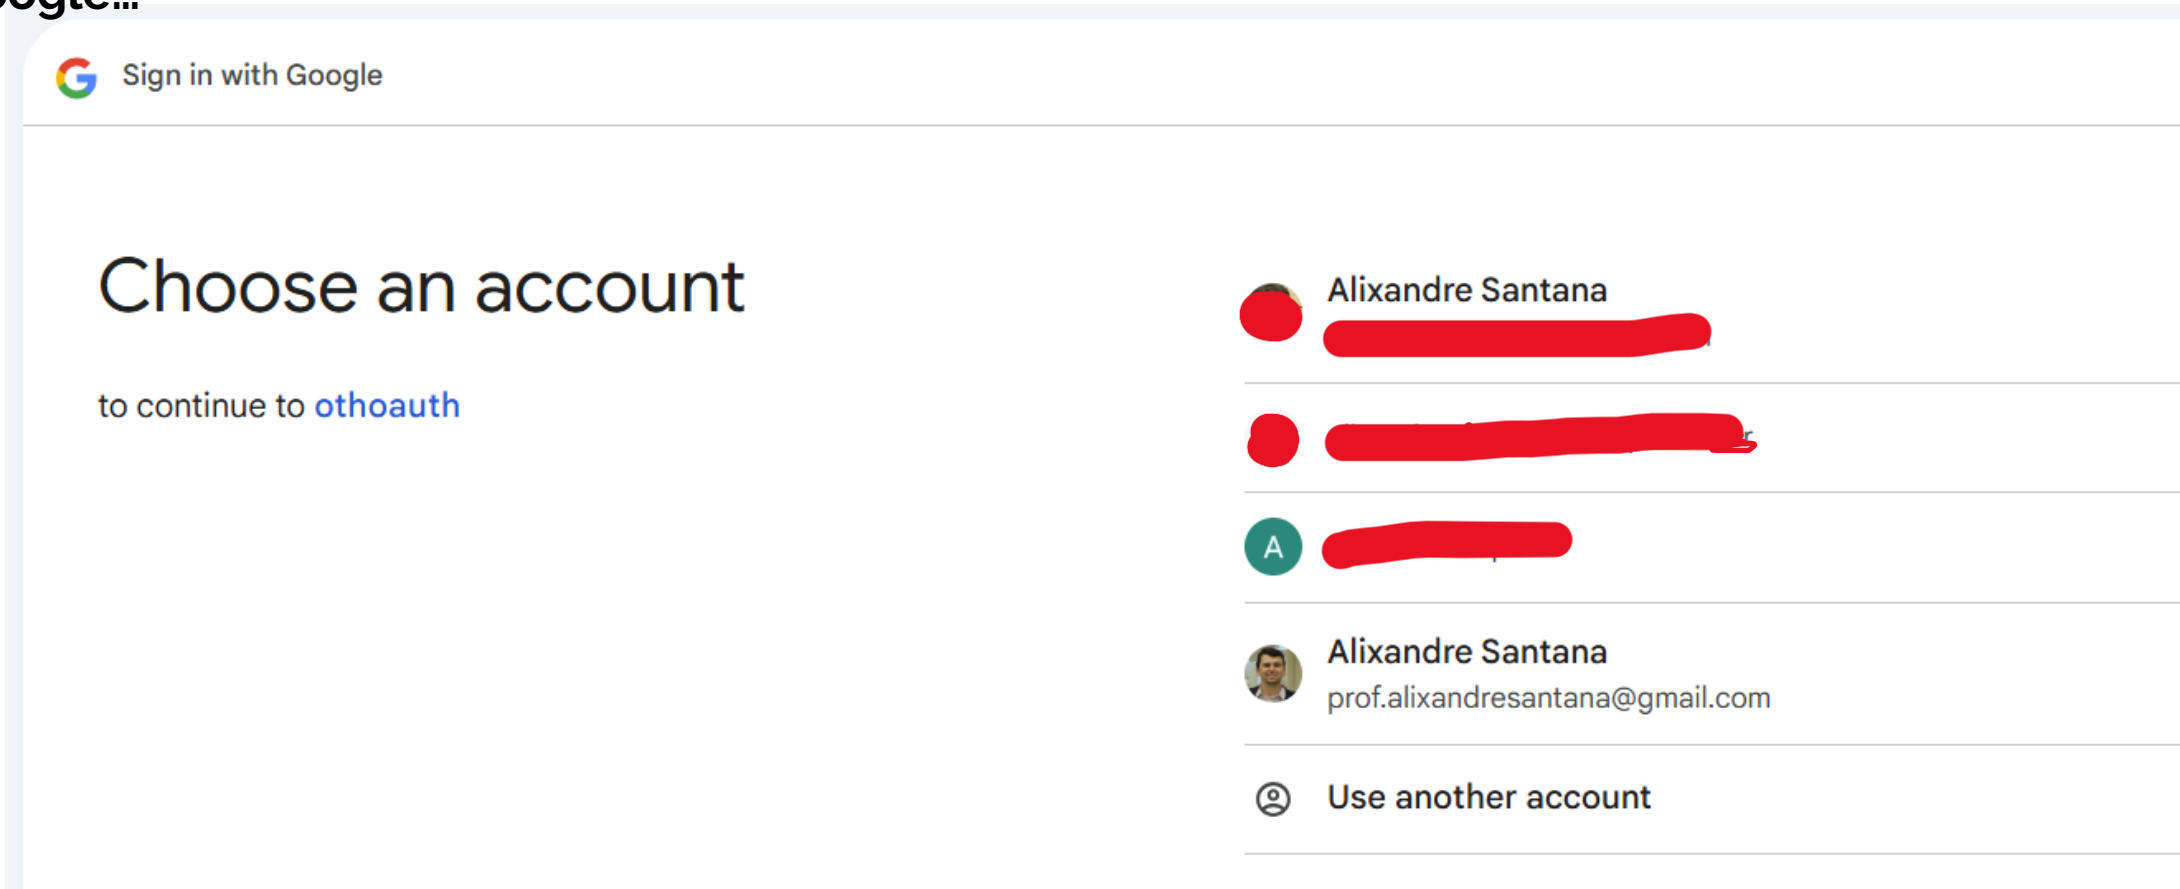 Sign in with Google
Choose an account
to continue to othoauth
Alixandre Santana
A
Alixandre Santana
prof.alixandresantana@gmail.com
Use another account